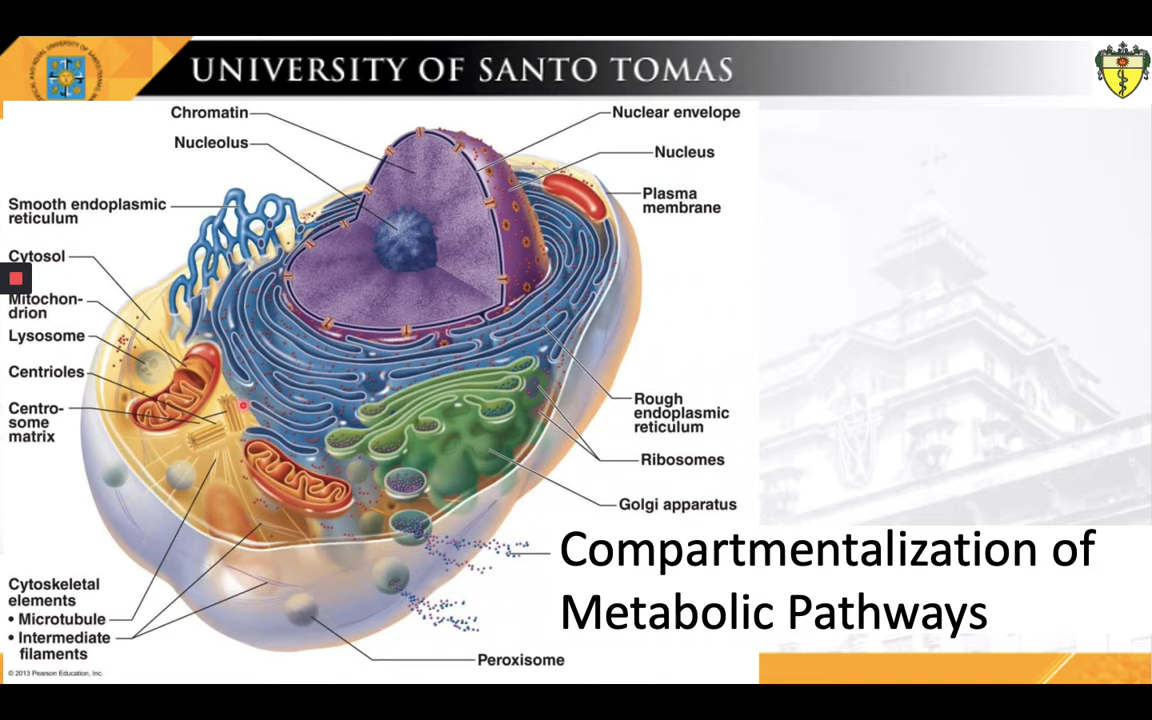 UNIVERSITY OF SANTO TOMAS
Chromatin
Nuclear envelope
Nucleolus
Nucleus
Smooth endoplasmic
reticulum
Plasma
membrane
Cytosol
Mitochon-
drion
Lysosome
Centrioles
Centro-
some
matrix
Rough
endoplasmic
reticulum
Ribosomes
Golgi apparatus
Compartmentalization of
Metabolic Pathways
Cytoskeletal
elements
• Microtubule
• Intermediate
filaments
Peroxisome
© 2013 Pearson Education, Inc.